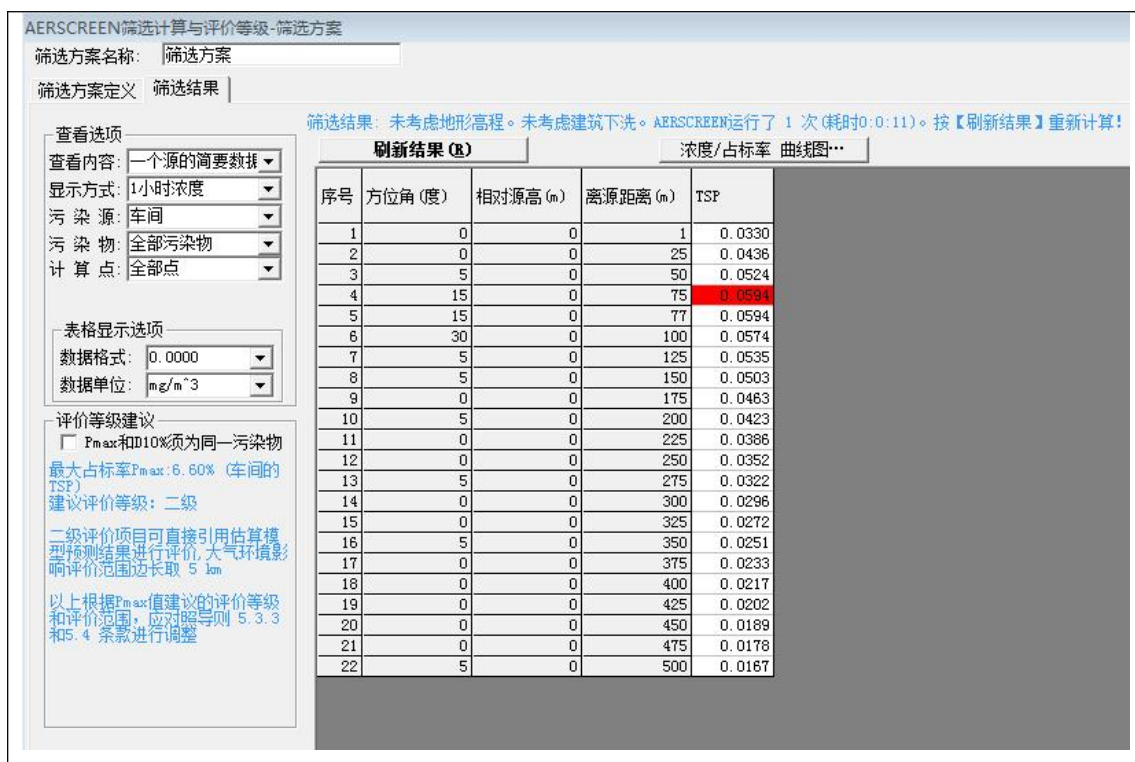 AERSCREEN筛选计算与评价等级-筛选方案
筛选方案名称: 筛选方案
筛选方案定义 筛选结果
筛选结果: 未考虑地形高程。未考虑建筑下洗。AERSCREEN运行了 1 次(耗时0:0:11)。按【刷新结果】重新计算!
刷新结果(R) 浓度/占标率 曲线图…
查看选项
查看内容: 一个源的简要数据
显示方式: 1小时浓度
污 染 源: 车间
污 染 物: 全部污染物
计 算 点: 全部点
表格显示选项
数据格式: 0.0000
数据单位: mg/m^3
评价等级建议
Pmax和D10%须为同一污染物
最大占标率Pmax:6.60% (车间的
TSP)
建议评价等级: 二级
二级评价项目可直接引用估算模
型预测结果进行评价,大气环境影
响评价范围边长取 5 km
以上根据Pmax值建议的评价等级
和评价范围,应对照导则 5.3.3
和5.4 条款进行调整
序号 方位角(度) 相对源高(m) 离源距离(m) TSP
1 0 0 1 0.0330
2 0 0 25 0.0436
3 5 0 50 0.0524
4 15 0 75 0.0594
5 15 0 77 0.0594
6 30 0 100 0.0574
7 5 0 125 0.0535
8 5 0 150 0.0503
9 0 0 175 0.0463
10 5 0 200 0.0423
11 0 0 225 0.0386
12 0 0 250 0.0352
13 5 0 275 0.0322
14 0 0 300 0.0296
15 0 0 325 0.0272
16 5 0 350 0.0251
17 0 0 375 0.0233
18 0 0 400 0.0217
19 0 0 425 0.0202
20 0 0 450 0.0189
21 0 0 475 0.0178
22 5 0 500 0.0167